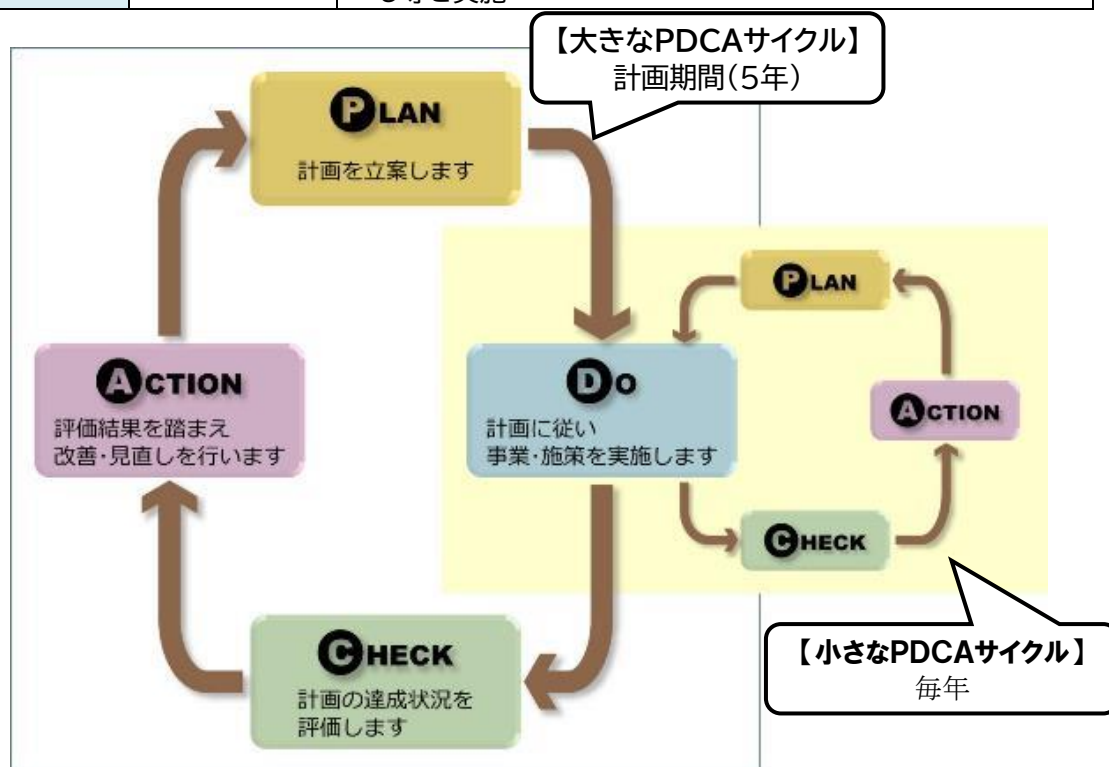 【大きなPDCAサイクル】
計画期間(5年)
PLAN
計画を立案します
PLAN
ACTION
評価結果を踏まえ
改善・見直しを行います
DO
計画に従い
事業・施策を実施します
ACTION
CHECK
CHECK
計画の達成状況を
評価します
【小さなPDCAサイクル】
毎年